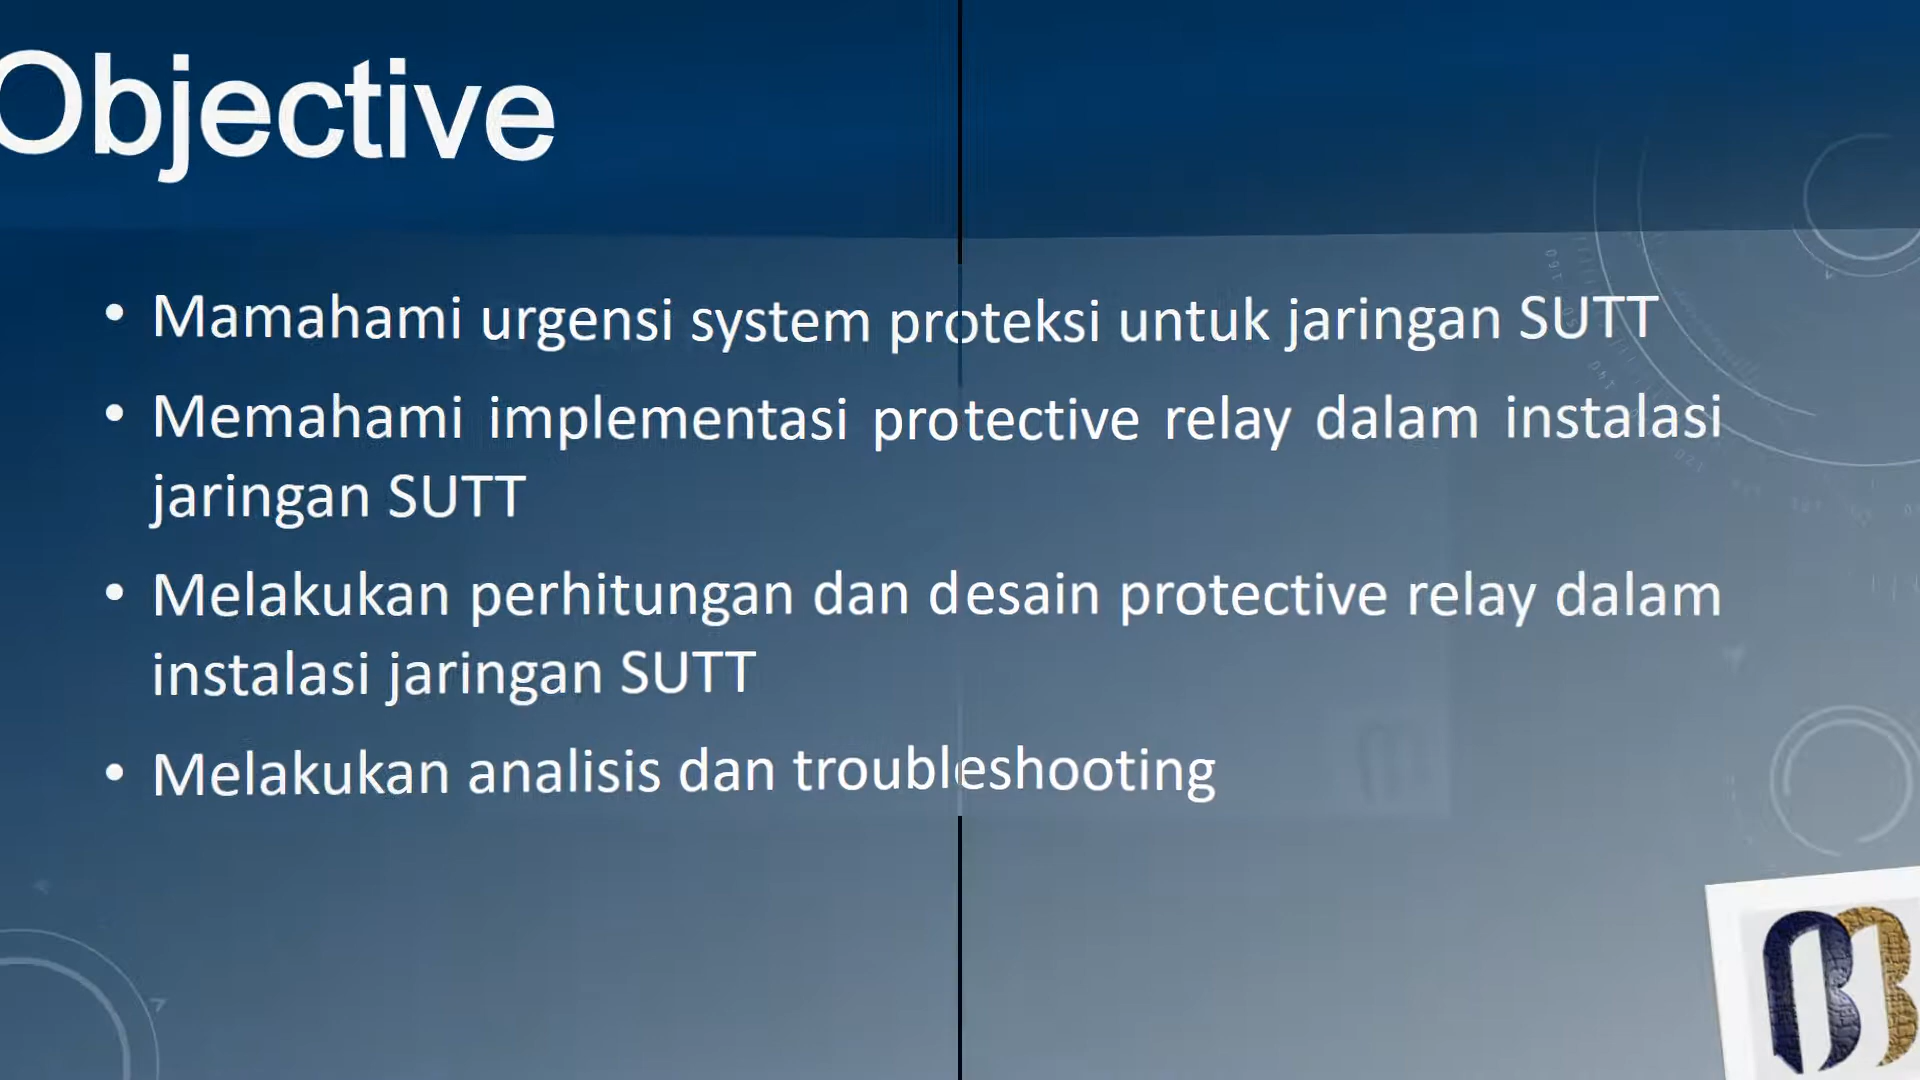 Objective
• Mamahami urgensi system proteksi untuk jaringan SUTT
• Memahami implementasi protective relay dalam instalasi
jaringan SUTT
• Melakukan perhitungan dan desain protective relay dalam
instalasi jaringan SUTT
• Melakukan analisis dan troubleshooting